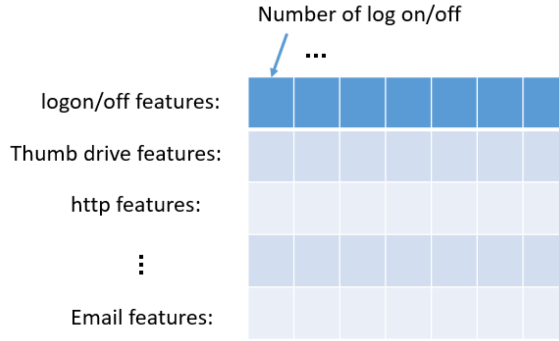 Number of log on/off
...
logon/off features:
Thumb drive features:
http features:
⋮
Email features: